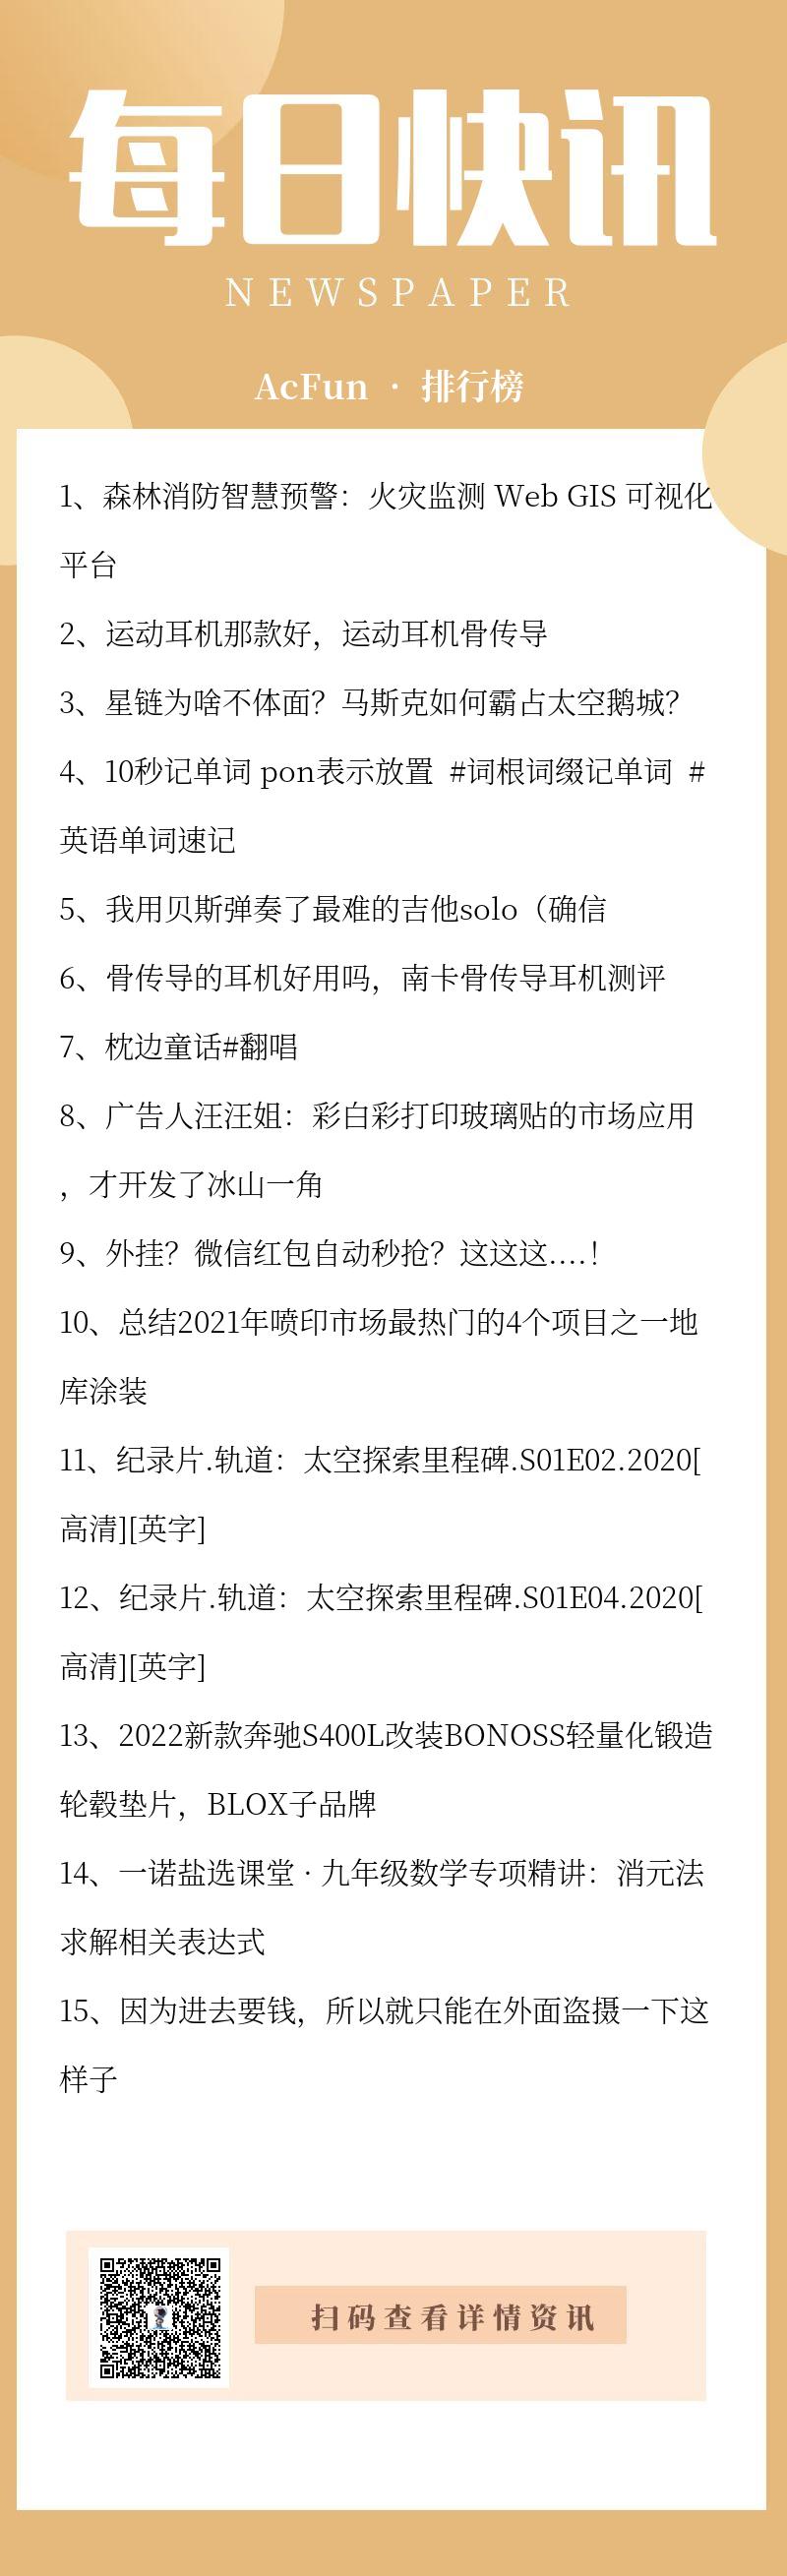 每日快讯
NEWSPAPER
AcFun · 排行榜
1、森林消防智慧预警：火灾监测 Web GIS 可视化
平台
2、运动耳机那款好，运动耳机骨传导
3、星链为啥不体面？马斯克如何霸占太空鹅城？
4、10秒记单词 pon表示放置 #词根词缀记单词 #
英语单词速记
5、我用贝斯弹奏了最难的吉他solo（确信
6、骨传导的耳机好用吗，南卡骨传导耳机测评
7、枕边童话#翻唱
8、广告人汪汪姐：彩白彩打印玻璃贴的市场应用
，才开发了冰山一角
9、外挂？微信红包自动秒抢？这这这....！
10、总结2021年喷印市场最热门的4个项目之一地
库涂装
11、纪录片.轨道：太空探索里程碑.S01E02.2020[
高清][英字]
12、纪录片.轨道：太空探索里程碑.S01E04.2020[
高清][英字]
13、2022新款奔驰S400L改装BONOSS轻量化锻造
轮毂垫片，BLOX子品牌
14、一诺盐选课堂 · 九年级数学专项精讲：消元法
求解相关表达式
15、因为进去要钱，所以就只能在外面盗摄一下这
样子
扫码查看详情资讯